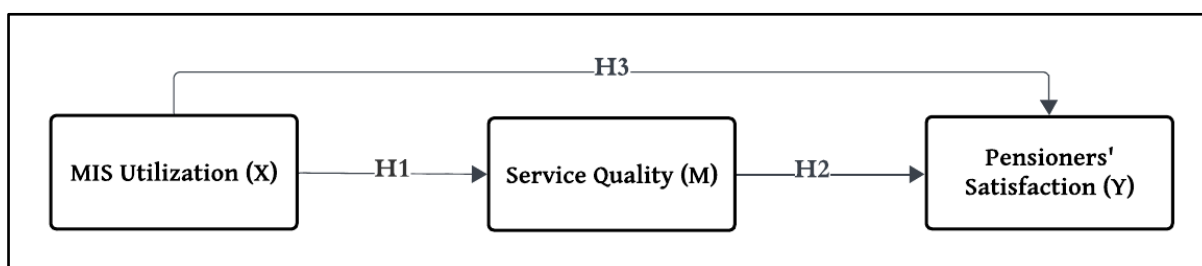 H3
MIS Utilization (X)
H1
Service Quality (M)
H2
Pensioners'
Satisfaction (Y)